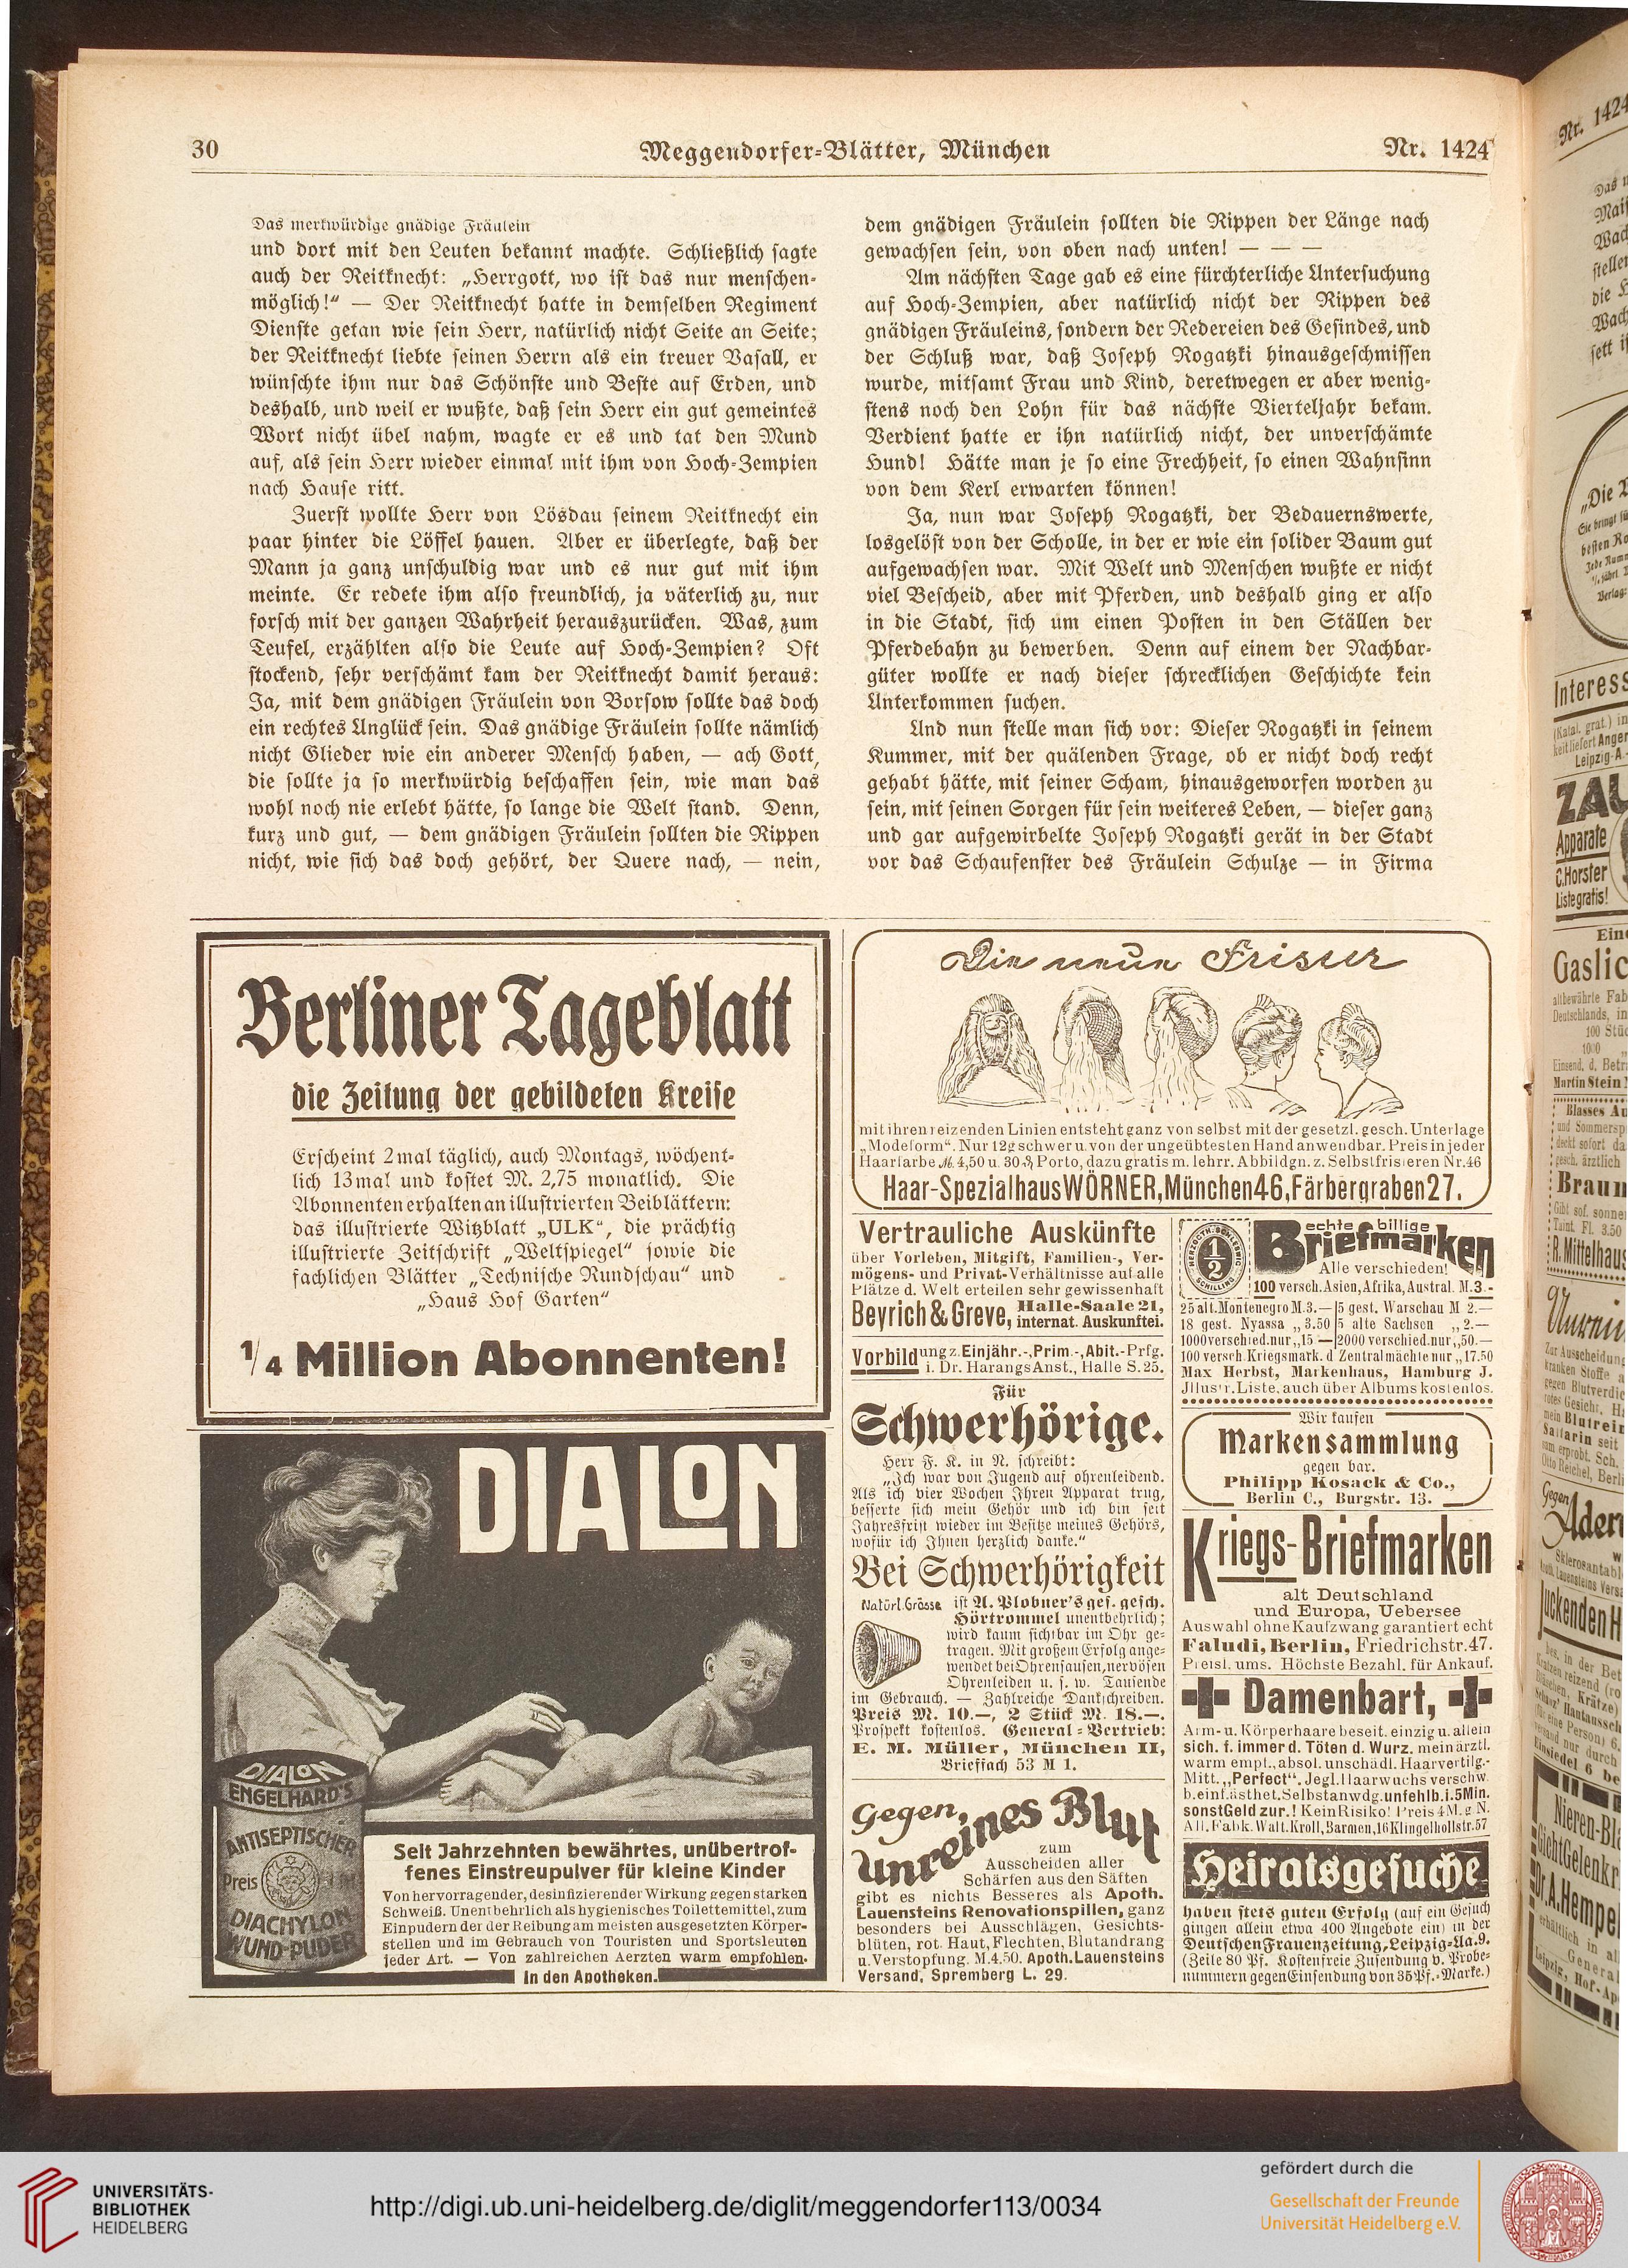 30
Meggendorfer-Blätter, München
Nr. 1424
Das merkwürdige gnädige Fräulein
und dort mit den Leuten bekannt machte. Schließlich sagte
auch der Reitknecht: „Herrgott, wo ist das nur menschen-
möglich!“ — Der Reitknecht hatte in demselben Regiment
Dienste getan wie sein Herr, natürlich nicht Seite an Seite;
der Reitknecht liebte seinen Herrn als ein treuer Vasall, er
wünschte ihm nur das Schönste und Beste auf Erden, und
deshalb, und weil er wußte, daß sein Herr ein gut gemeintes
Wort nicht übel nahm, wagte er es und tat den Mund
auf, als sein Herr wieder einmal mit ihm von Hoch-Zempien
nach Hause ritt.
Zuerst wollte Herr von Lösdau seinem Reitknecht ein
paar hinter die Löffel hauen. Aber er überlegte, daß der
Mann ja ganz unschuldig war und es nur gut mit ihm
meinte. Er redete ihm also freundlich, ja väterlich zu, nur
forsch mit der ganzen Wahrheit herauszurücken. Was, zum
Teufel, erzählten also die Leute auf Hoch-Zempien? Oft
stockend, sehr verschämt kam der Reitknecht damit heraus:
Ja, mit dem gnädigen Fräulein von Borsow sollte das doch
ein rechtes Unglück sein. Das gnädige Fräulein sollte nämlich
nicht Glieder wie ein anderer Mensch haben, — ach Gott,
die sollte ja so merkwürdig beschaffen sein, wie man das
wohl noch nie erlebt hätte, so lange die Welt stand. Denn,
kurz und gut, — dem gnädigen Fräulein sollten die Rippen
nicht, wie sich das doch gehört, der Quere nach, — nein,
dem gnädigen Fräulein sollten die Rippen der Länge nach
gewachsen sein, von oben nach unten! — — —
Am nächsten Tage gab es eine fürchterliche Untersuchung
auf Hoch-Zempien, aber natürlich nicht der Rippen des
gnädigen Fräuleins, sondern der Redereien des Gesindes, und
der Schluß war, daß Joseph Rogatzki hinausgeschmissen
wurde, mitsamt Frau und Kind, deretwegen er aber wenig-
stens noch den Lohn für das nächste Vierteljahr bekam.
Verdient hatte er ihn natürlich nicht, der unverschämte
Hund! Hätte man je so eine Frechheit, so einen Wahnsinn
von dem Kerl erwarten können!
Ja, nun war Joseph Rogatzki, der Bedauernswerte,
losgelöst von der Scholle, in der er wie ein solider Baum gut
aufgewachsen war. Mit Welt und Menschen wußte er nicht
viel Bescheid, aber mit Pferden, und deshalb ging er also
in die Stadt, sich um einen Posten in den Ställen der
Pferdebahn zu bewerben. Denn auf einem der Nachbar-
güter wollte er nach dieser schrecklichen Geschichte kein
Unterkommen suchen.
Und nun stelle man sich vor: Dieser Rogatzki in seinem
Kummer, mit der quälenden Frage, ob er nicht doch recht
gehabt hätte, mit seiner Scham, hinausgeworfen worden zu
sein, mit seinen Sorgen für sein weiteres Leben, — dieser ganz
und gar aufgewirbelte Joseph Rogatzki gerät in der Stadt
vor das Schaufenster des Fräulein Schulze — in Firma
Berliner Tageblatt
die Zeitung der gebildeten Kreise
Erscheint 2mal täglich, auch Montags, wöchent-
lich 13mal und kostet M. 2,75 monatlich. Die
Abonnenten erhalten an illustrierten Beiblättern:
das illustrierte Witzblatt „ULK“, die prächtig
illustrierte Zeitschrift „Weltspiegel“ sowie die
fachlichen Blätter „Technische Rundschau“ und
„Haus Hof Garten“
1/4 Million Abonnenten!
DIALON
DIALON
ENGELHARD'S
ANTISEPTISCHER
Preis
DIACHYLON
WUND-PUDER
Seit Jahrzehnten bewährtes, unübertrof-
fenes Einstreupulver für kleine Kinder
Von hervorragender, desinfizierender Wirkung gegen starken
Schweiß. Unentbehrlich als hygienisches Toilettemittel, zum
Einpudern der der Reibung am meisten ausgesetzten Körper-
stellen und im Gebrauch von Touristen und Sportsleuten
jeder Art. — Von zahlreichen Aerzten warm empfohlen.
In den Apotheken.
Die neue Frisur
mit ihren reizenden Linien entsteht ganz von selbst mit der gesetzl. gesch. Unterlage
„Modeform“. Nur 12g schwer u. von der ungeübtesten Hand anwendbar. Preis in jeder
Haarfarbe M. 4,50 u. 30 ₰ Porto, dazu gratis m. lehrr. Abbildgn. z. Selbstfrisieren Nr. 46
Haar-Spezialhaus WÖRNER, München 46, Färbergraben 27.
Vertrauliche Auskünfte
über Vorleben, Mitgift, Familien-, Ver-
mögens- und Privat-Verhältnisse auf alle
Plätze d. Welt erteilen sehr gewissenhaft
Beyrich & Greve, Halle-Saale 21,
internat. Auskunftei.
Vorbildung z. Einjähr.-, Prim.-, Abit.-Prfg.
i. Dr. Harangs Anst., Halle S. 25.
Für
Schwerhörige.
Herr F. K. in N. schreibt:
„Ich war von Jugend auf ohrenleidend.
Als ich vier Wochen Ihren Apparat trug,
besserte sich mein Gehör und ich bin seit
Jahresfrist wieder im Besitze meines Gehörs,
wofür ich Ihnen herzlich danke.“
Bei Schwerhörigkeit
Natürl. Grösse
ist A. Plobner's ges. gesch.
Hörtrommel unentbehrlich;
wird kaum sichtbar im Ohr ge-
tragen. Mit großem Erfolg ange-
wendet bei Ohrensausen, nervösen
Ohrenleiden u. s. w. Tausende
im Gebrauch. — Zahlreiche Dankschreiben.
Preis M. 10.—, 2 Stück M. 18.—.
Prospekt kostenlos. General-Vertrieb:
E. M. Müller, München II,
Brieffach 53 M 1.
Gegen
unreines Blut
zum
Ausscheiden aller
Schärfen aus den Säften
gibt es nichts Besseres als Apoth.
Lauensteins Renovationspillen, ganz
besonders bei Ausschlägen, Gesichts-
blüten, rot. Haut, Flechten, Blutandrang
u. Verstopfung. M. 4.50. Apoth. Lauensteins
Versand, Spremberg L. 29.
HERZOGTH. SCHLESWIG
1/2
SCHILLING
echte billige
Briefmarken
Alle verschieden!
100 versch. Asien, Afrika, Austral. M. 3.-
25 alt. Montenegro M. 3.— 5 gest. Warschau M 2.—
18 gest. Nyassa „ 3.50 5 alte Sachsen „ 2.—
1000 verschied. nur „ 15 — 2000 verschied. nur „ 50.—
100 versch. Kriegsmark. d Zentralmächte nur „ 17.50
Max Herbst, Markenhaus, Hamburg J.
Illustr. Liste, auch über Albums kostenlos.
Wir kaufen
Markensammlung
gegen bar.
Philipp Kosack & Co.,
Berlin C., Burgstr. 13.
Kriegs-Briefmarken
alt Deutschland
und Europa, Uebersee
Auswahl ohne Kaufzwang garantiert echt
Faludi, Berlin, Friedrichstr. 47.
Preisl. ums. Höchste Bezahl. für Ankauf.
Damenbart,
Arm- u. Körperhaare beseit. einzig u. allein
sich. f. immer d. Töten d. Wurz. mein ärztl.
warm empf., absol. unschädl. Haarvertilg.-
Mitt. „Perfect“. Jegl. Haarwuchs verschw.
b. einf. ästhet. Selbstanwdg. unfehlb. i. 5 Min.
sonst Geld zur.! Kein Risiko! Preis 4 M. g N.
All. Fabk. Walt. Kroll, Barmen, 16 Klingelhollstr. 57
Heiratsgesuche
haben stets guten Erfolg (auf ein Gesuch
gingen allein etwa 400 Angebote ein) in der
Deutschen Frauenzeitung, Leipzig-Va. 9.
(Zeile 80 Pf. Kostenfreie Zusendung v. Probe-
nummern gegen Einsendung von 35 Pf.-Marke.)
Nr. 1424
„Die
Verlag:
Interess
Leipzig-A.
ZAU
Apparate
C. Horster
Liste gratis!
Gaslic
Martin Stein
Blasses
Braun
R. Mittelhaus
Gegen
Ader
Juckenden H
Nieren-Bl
Gicht Gelenkr
Dr. A. Hempel
UNIVERSITÄTS-
BIBLIOTHEK
HEIDELBERG
http://digi.ub.uni-heidelberg.de/diglit/meggendorfer113/0034
gefördert durch die
Gesellschaft der Freunde
Universität Heidelberg e.V.